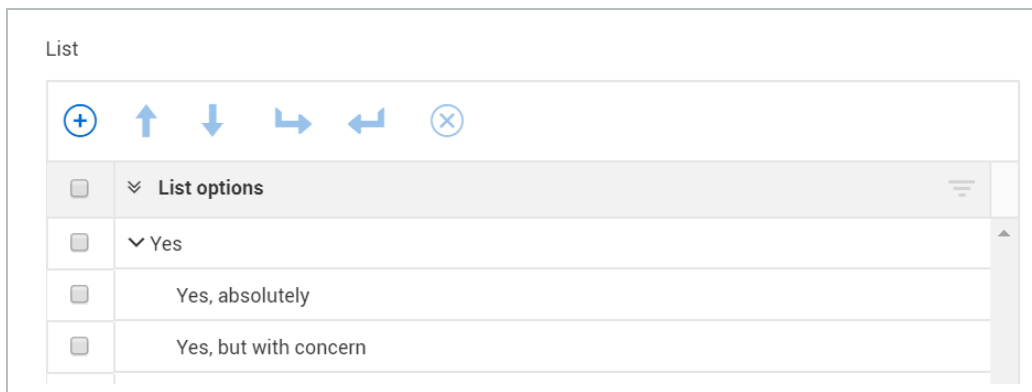 List
List options
Yes
Yes, absolutely
Yes, but with concern